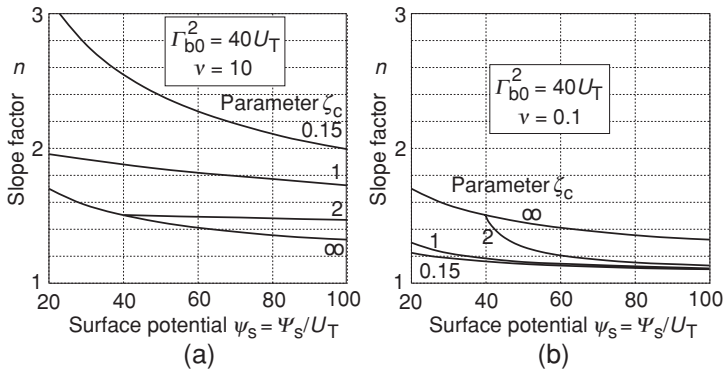 3
n
Slope factor
2
1
Γb0² = 40UT
ν = 10
Parameter ζc
0.15
1
2
∞
20 40 60 80 100
Surface potential ψs = Ψs/UT
(a)
3
n
Slope factor
2
1
Γb0² = 40UT
ν = 0.1
Parameter ζc
∞
1
2
0.15
20 40 60 80 100
Surface potential ψs = Ψs/UT
(b)